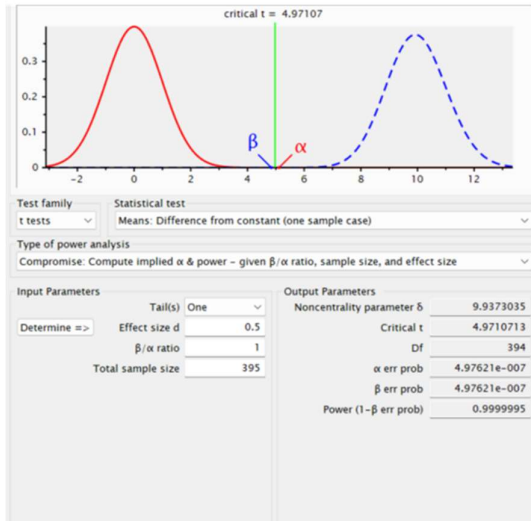 critical t = 4.97107
0.3
0.2
0.1
0
β
α
-2 0 2 4 6 8 10 12
Test family
Statistical test
t tests
Means: Difference from constant (one sample case)
Type of power analysis
Compromise: Compute implied α & power – given β/α ratio, sample size, and effect size
Input Parameters
Output Parameters
Tail(s) One
Noncentrality parameter δ 9.9373035
Determine =>
Effect size d 0.5
Critical t 4.9710713
β/α ratio 1
Df 394
Total sample size 395
α err prob 4.97621e-007
β err prob 4.97621e-007
Power (1-β err prob) 0.9999995